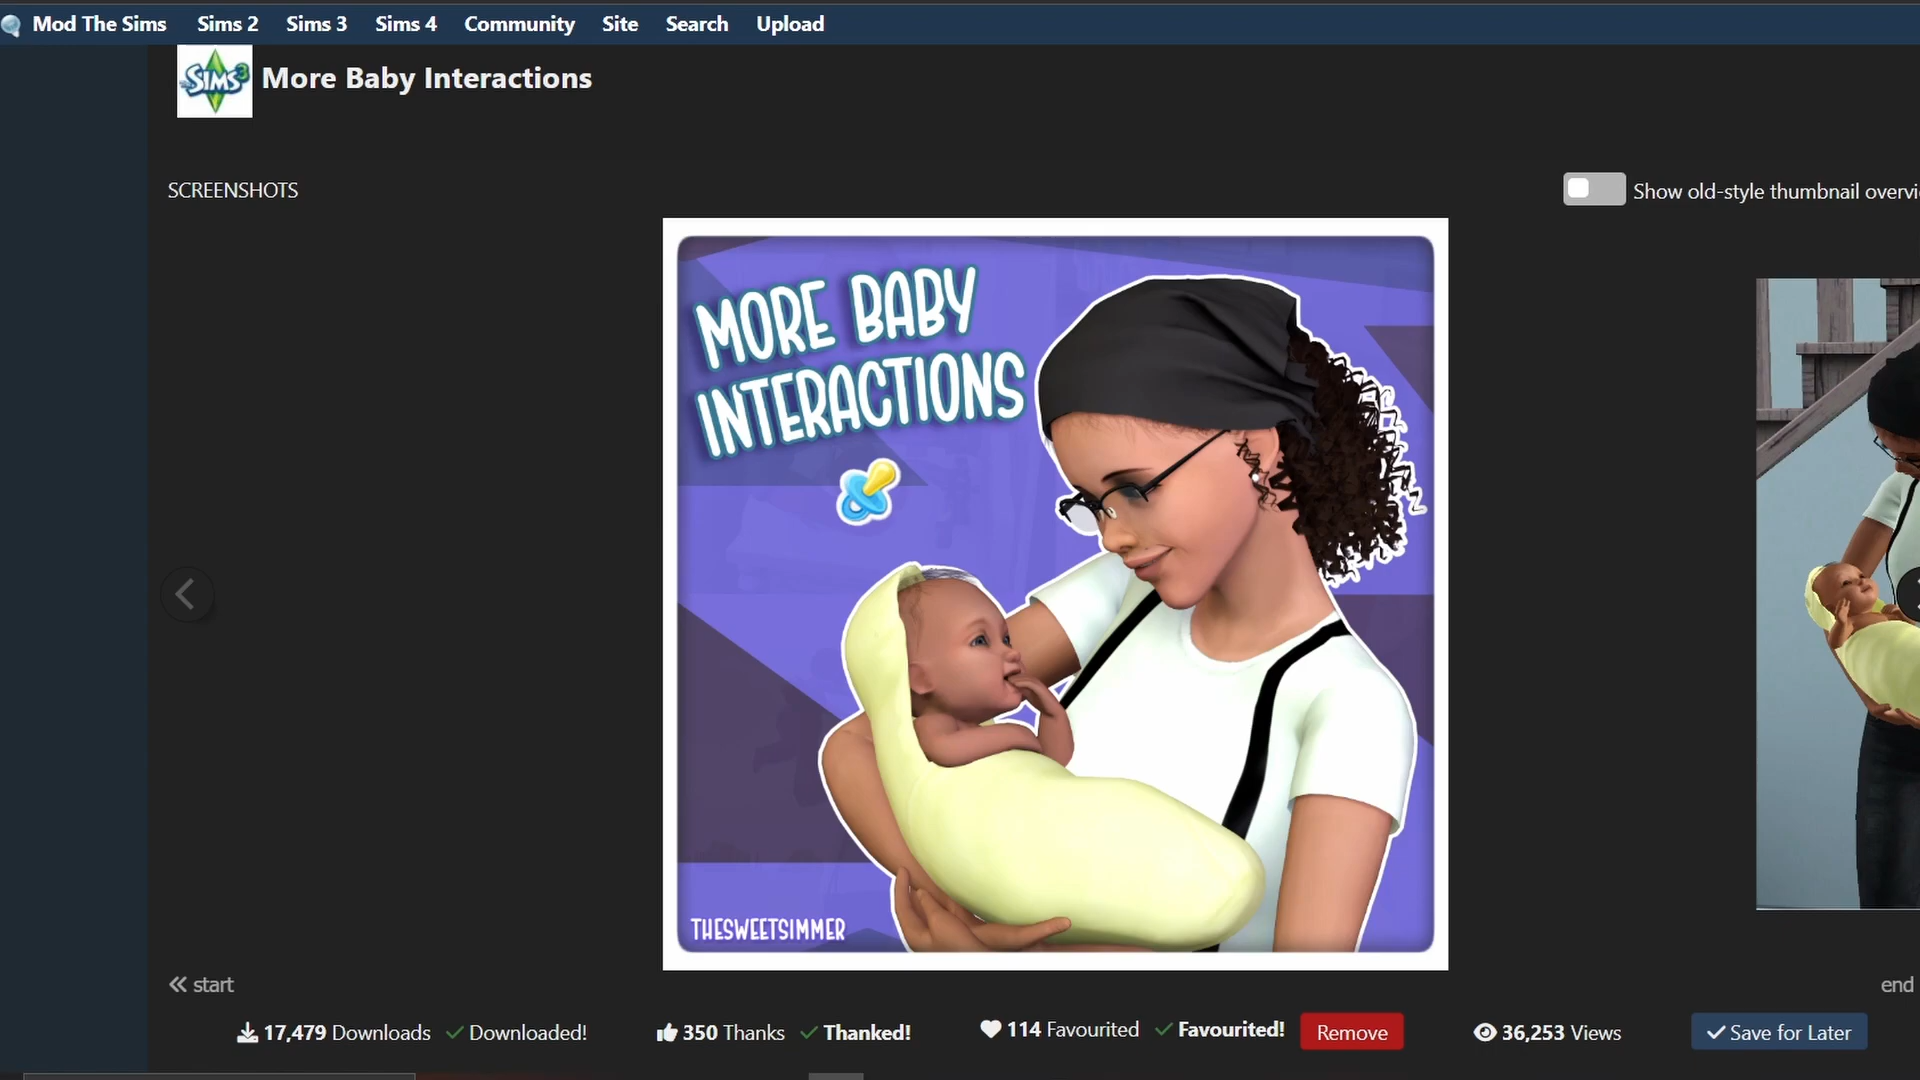 Mod The Sims Sims 2 Sims 3 Sims 4 Community Site Search Upload
SIMS 3 More Baby Interactions
SCREENSHOTS
Show old-style thumbnail overvi
MORE BABY
INTERACTIONS
THESWEETSIMMER
start
end
17,479 Downloads Downloaded! 350 Thanks Thanked! 114 Favourited Favourited! Remove 36,253 Views Save for Later